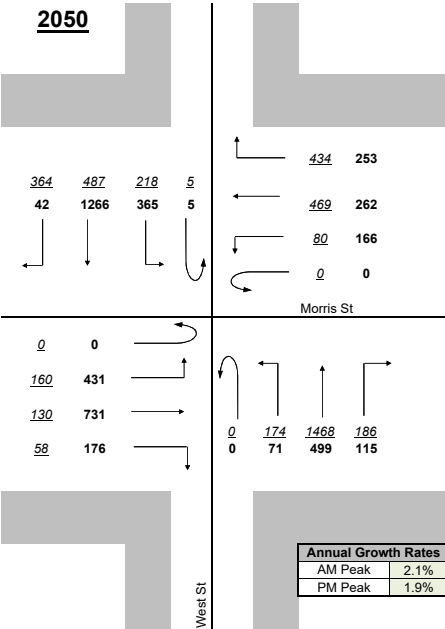 2050
434 253
364 487 218 5
42 1266 365 5
469 262
80 166
0 0
Morris St
0 0
160 431
130 731
58 176
0 174 1468 186
0 71 499 115
Annual Growth Rates
AM Peak 2.1%
PM Peak 1.9%
West St